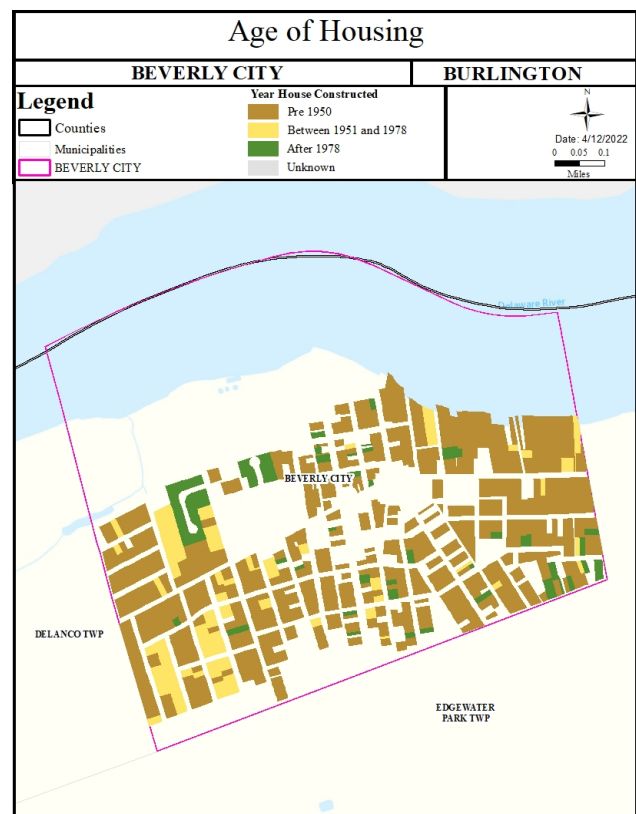 Age of Housing
BEVERLY CITY
BURLINGTON
Legend
Counties
Municipalities
BEVERLY CITY
Year House Constructed
Pre 1950
Between 1951 and 1978
After 1978
Unknown
N
Date: 4/12/2022
0 0.05 0.1
Miles
Delaware River
BEVERLY CITY
DELANCO TWP
EDGEWATER
PARK TWP